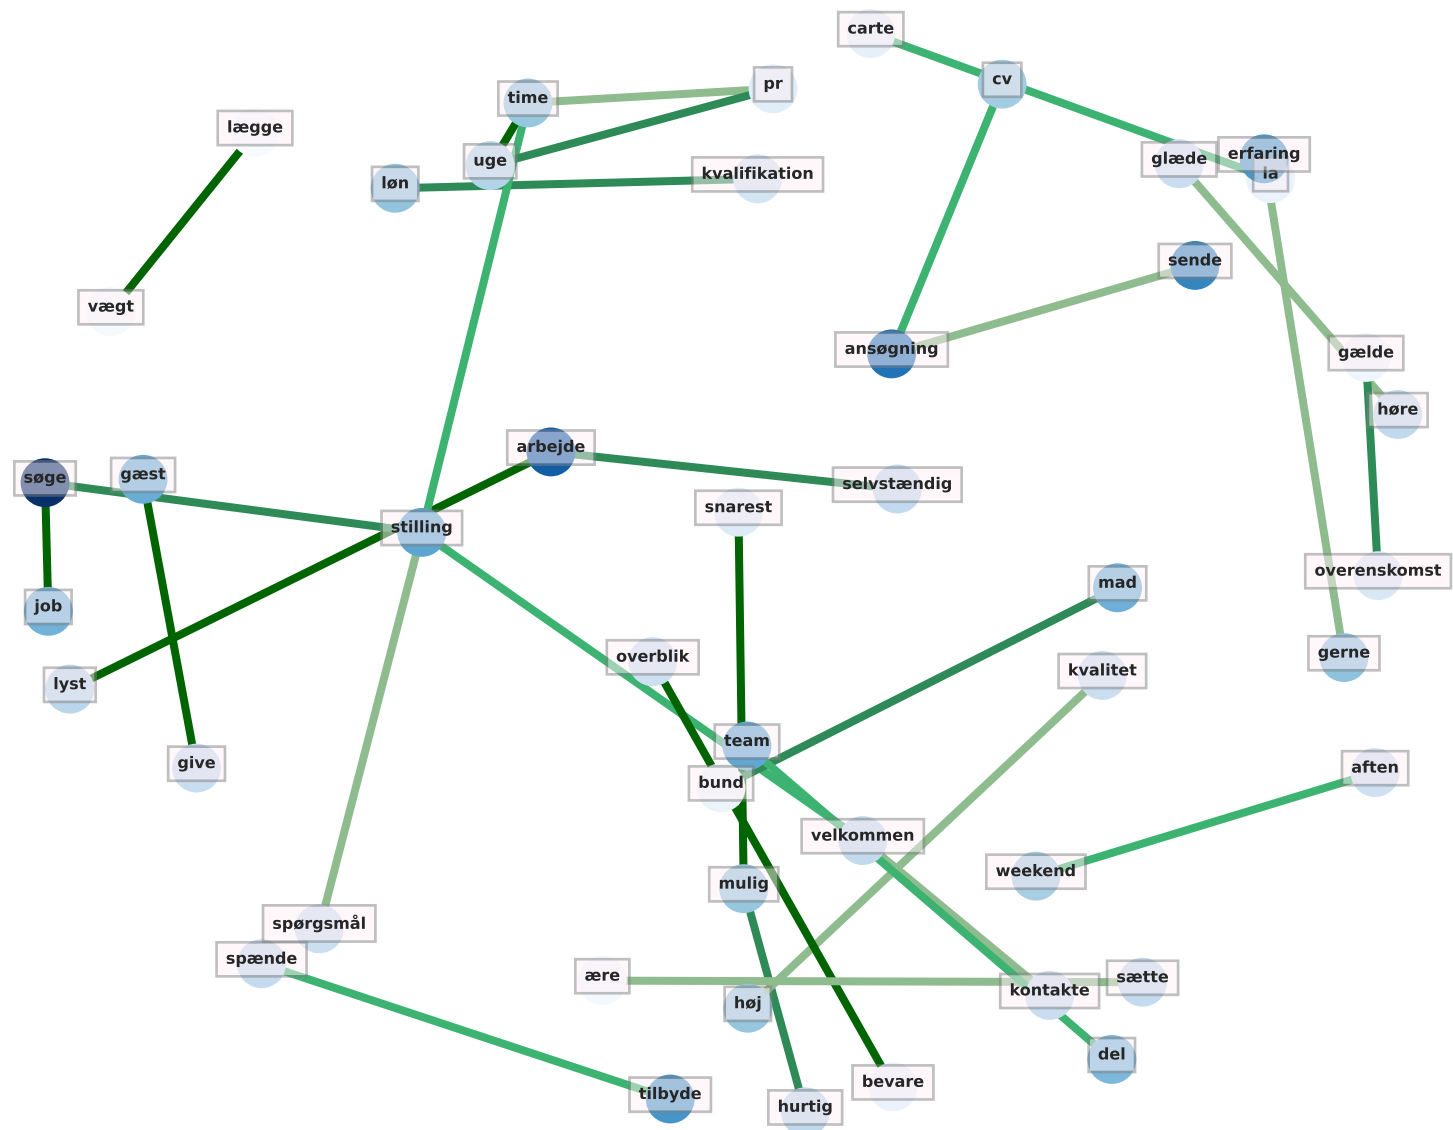 carte
cv
pr
time
lægge
uge
glæde
erfaring
la
løn
kvalifikation
sende
vægt
ansøgning
gælde
høre
arbejde
gæst
søge
selvstændig
snarest
stilling
overenskomst
mad
job
gerne
overblik
kvalitet
lyst
team
give
aften
bund
velkommen
weekend
mulig
spørgsmål
spænde
ære
sætte
kontakte
høj
del
bevare
tilbyde
hurtig